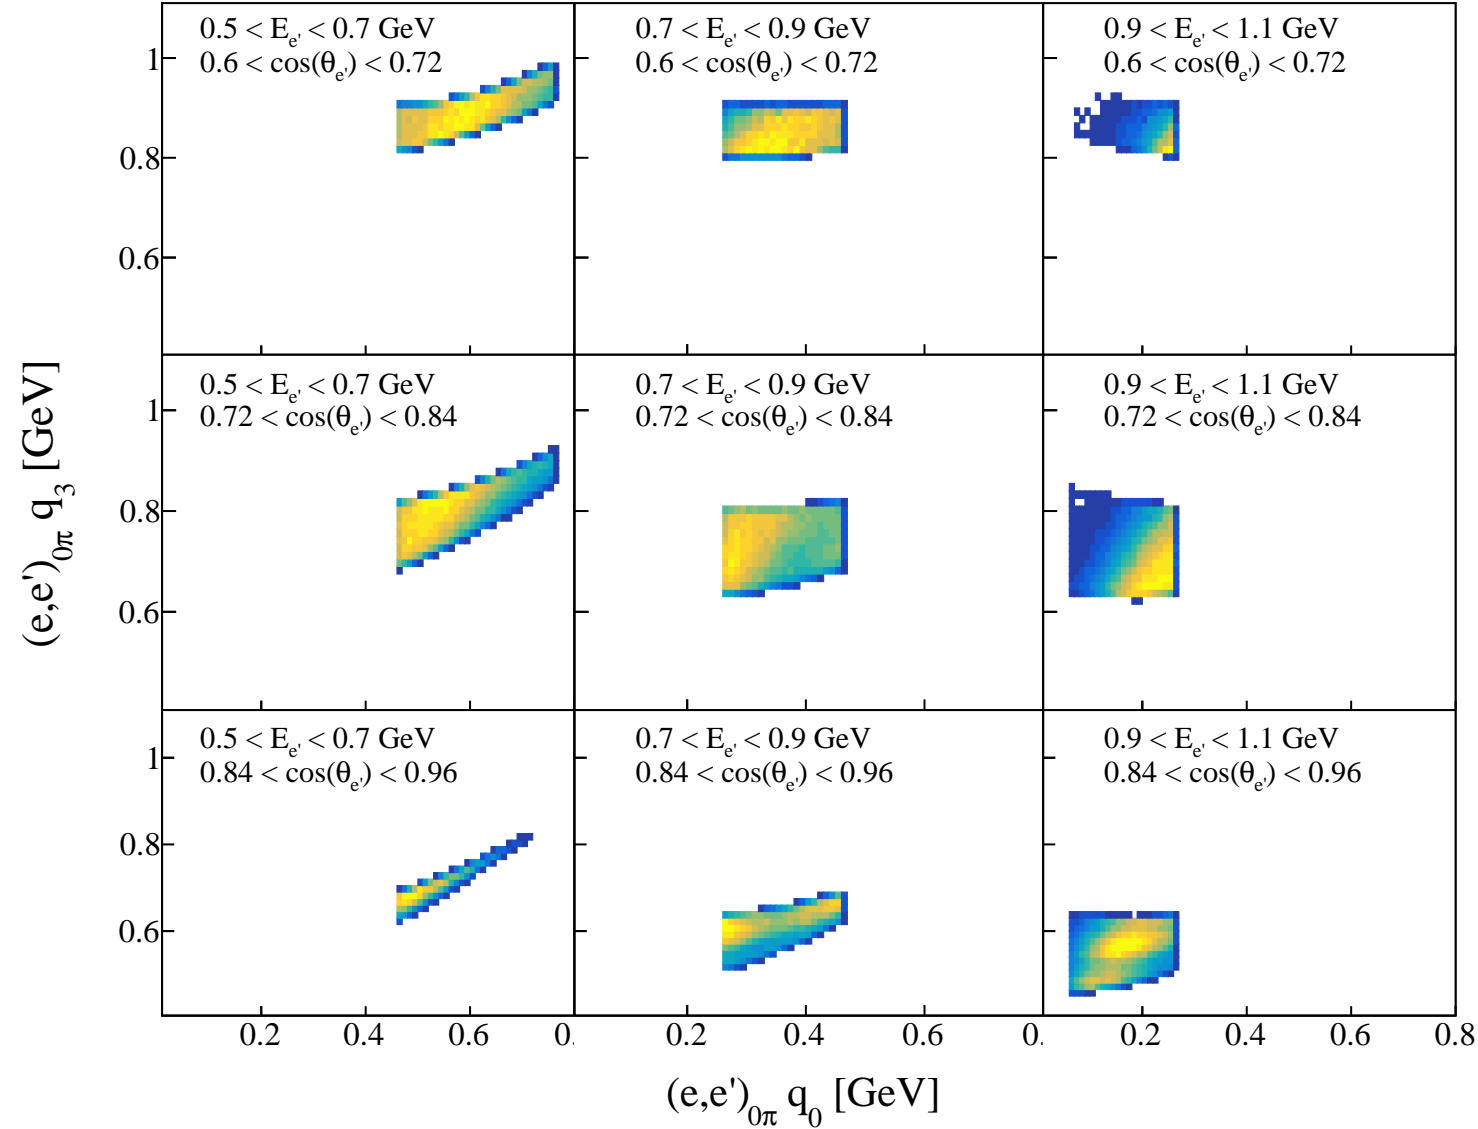 0.5 < E_e' < 0.7 GeV
0.6 < cos(θ_e') < 0.72
0.7 < E_e' < 0.9 GeV
0.6 < cos(θ_e') < 0.72
0.9 < E_e' < 1.1 GeV
0.6 < cos(θ_e') < 0.72
1
0.8
0.6
0.5 < E_e' < 0.7 GeV
0.72 < cos(θ_e') < 0.84
0.7 < E_e' < 0.9 GeV
0.72 < cos(θ_e') < 0.84
0.9 < E_e' < 1.1 GeV
0.72 < cos(θ_e') < 0.84
1
0.8
0.6
(e,e')_0π q_3 [GeV]
0.5 < E_e' < 0.7 GeV
0.84 < cos(θ_e') < 0.96
0.7 < E_e' < 0.9 GeV
0.84 < cos(θ_e') < 0.96
0.9 < E_e' < 1.1 GeV
0.84 < cos(θ_e') < 0.96
1
0.8
0.6
0.2 0.4 0.6 0. 0.2 0.4 0.6 0. 0.2 0.4 0.6 0.8
(e,e')_0π q_0 [GeV]